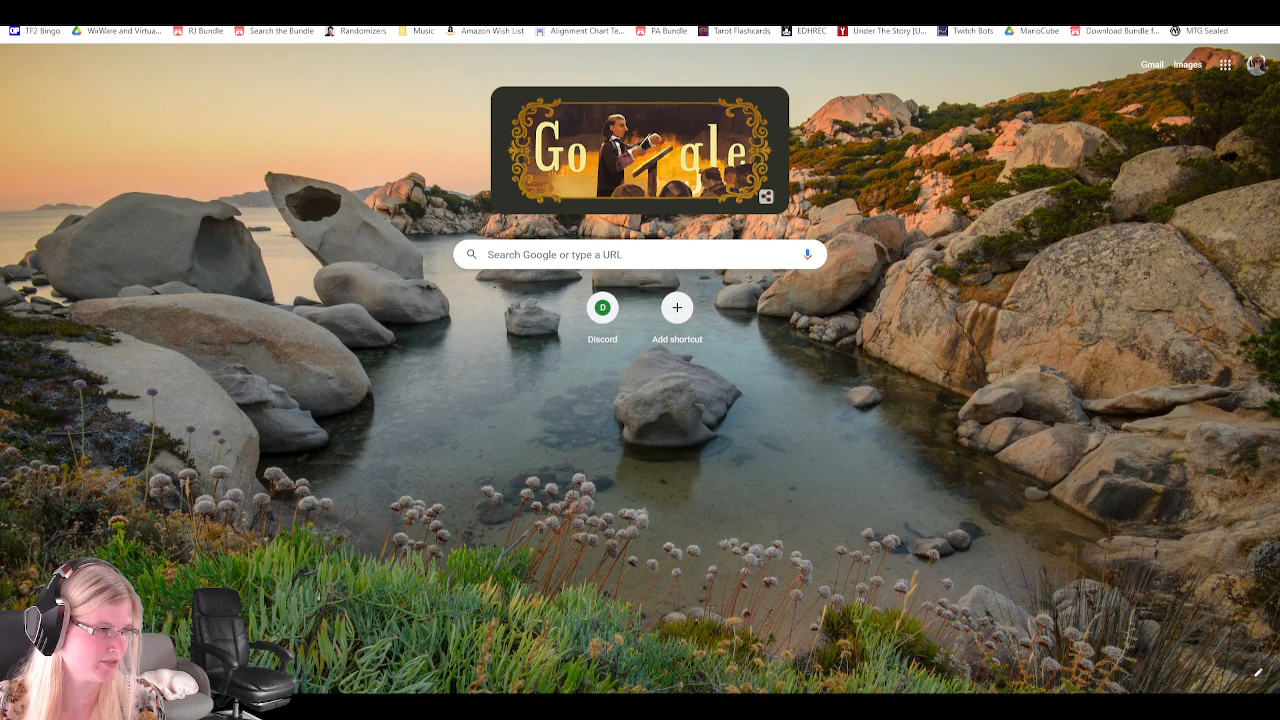 TF2 Bingo WiiWare and Virtua... RJ Bundle Search the Bundle Randomizers Music Amazon Wish List Alignment Chart Te... PA Bundle Tarot Flashcards EDHREC Under The Story [U... Twitch Bots MarioCube Download Bundle f... MTG Sealed
Gmail Images
Google
Search Google or type a URL
D
Discord Add shortcut